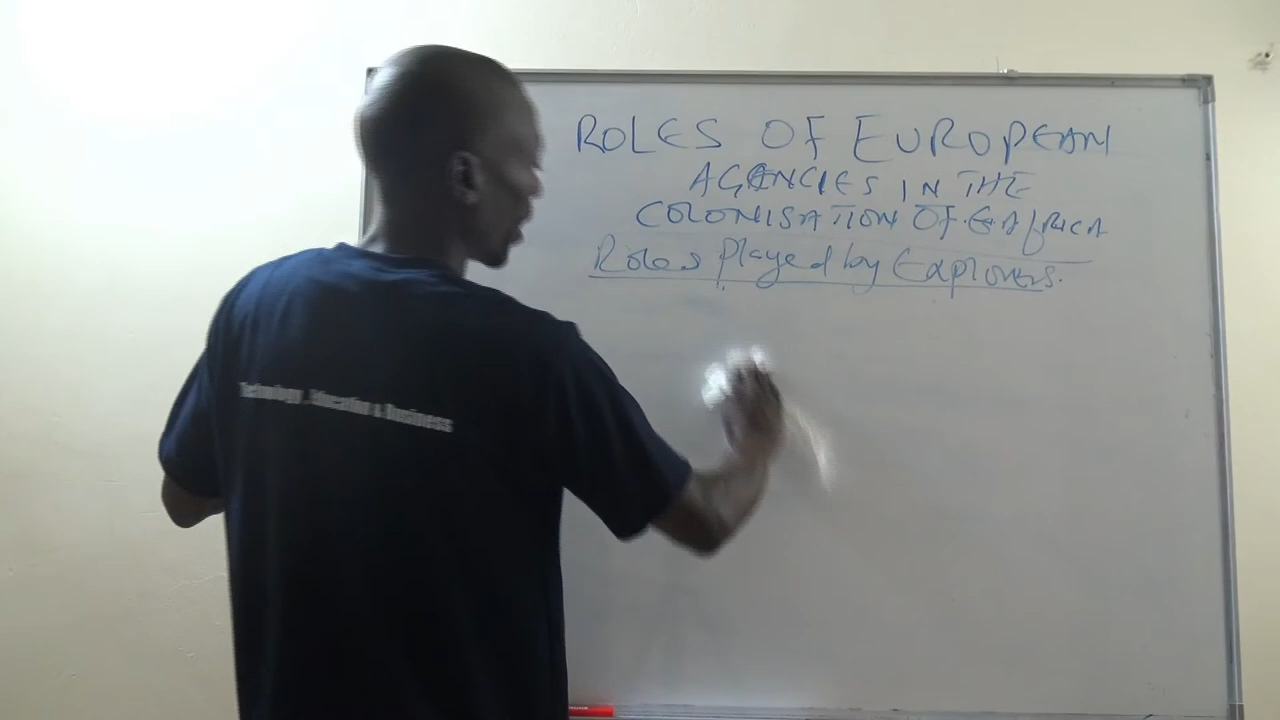 ROLES OF EUROPEAN
AGENCIES IN THE
COLONISATION OF E. AFRICA
Roles Played by Explorers.
Technology, Education & Business